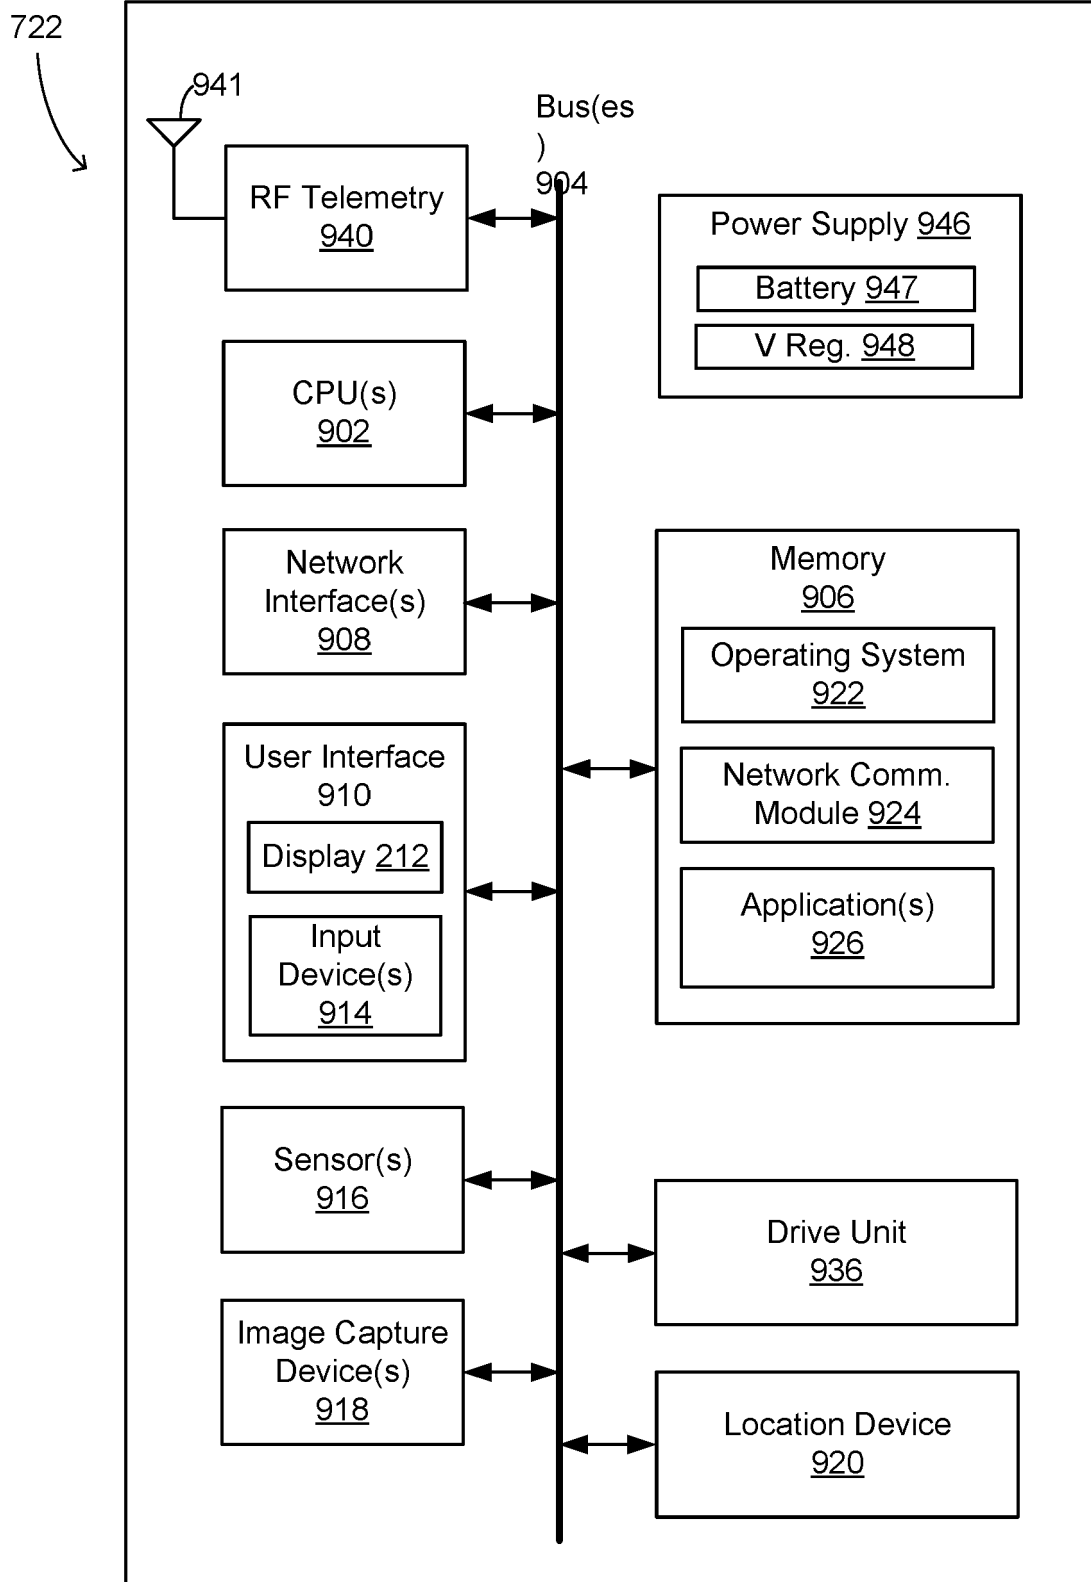 722
941
Bus(es
)
904
RF Telemetry
940
Power Supply 946
Battery 947
V Reg. 948
CPU(s)
902
Network
Interface(s)
908
Memory
906
Operating System
922
Network Comm.
Module 924
Application(s)
926
User Interface
910
Display 212
Input
Device(s)
914
Sensor(s)
916
Drive Unit
936
Image Capture
Device(s)
918
Location Device
920